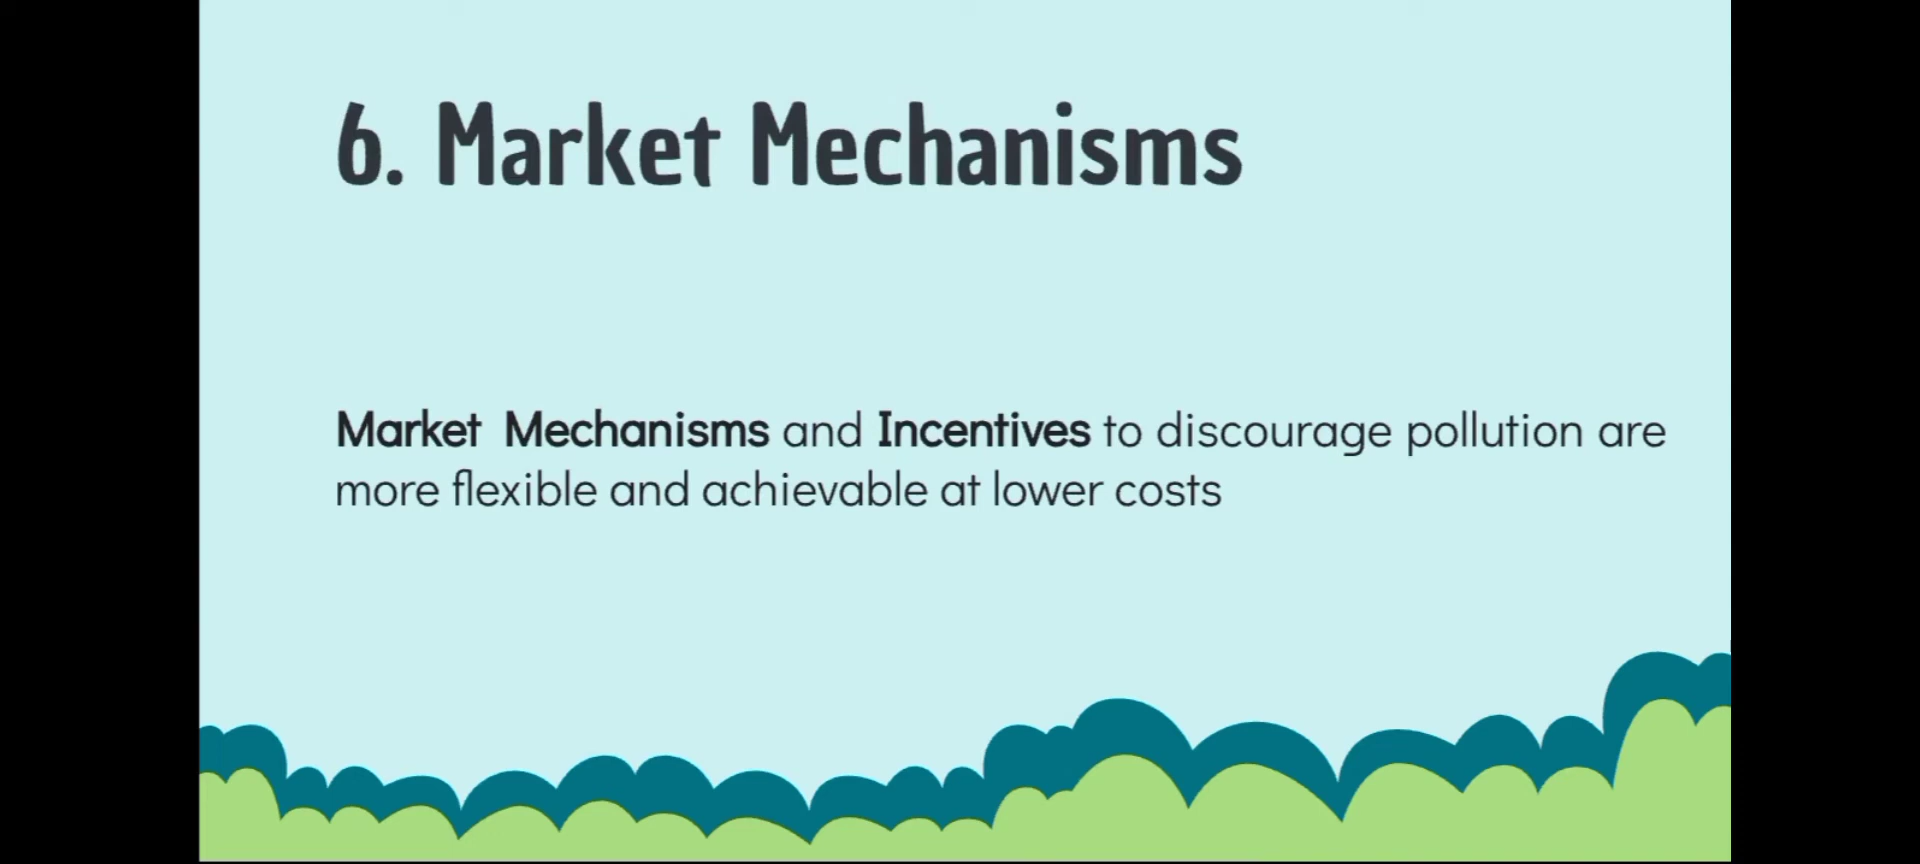 6. Market Mechanisms
Market Mechanisms and Incentives to discourage pollution are
more flexible and achievable at lower costs